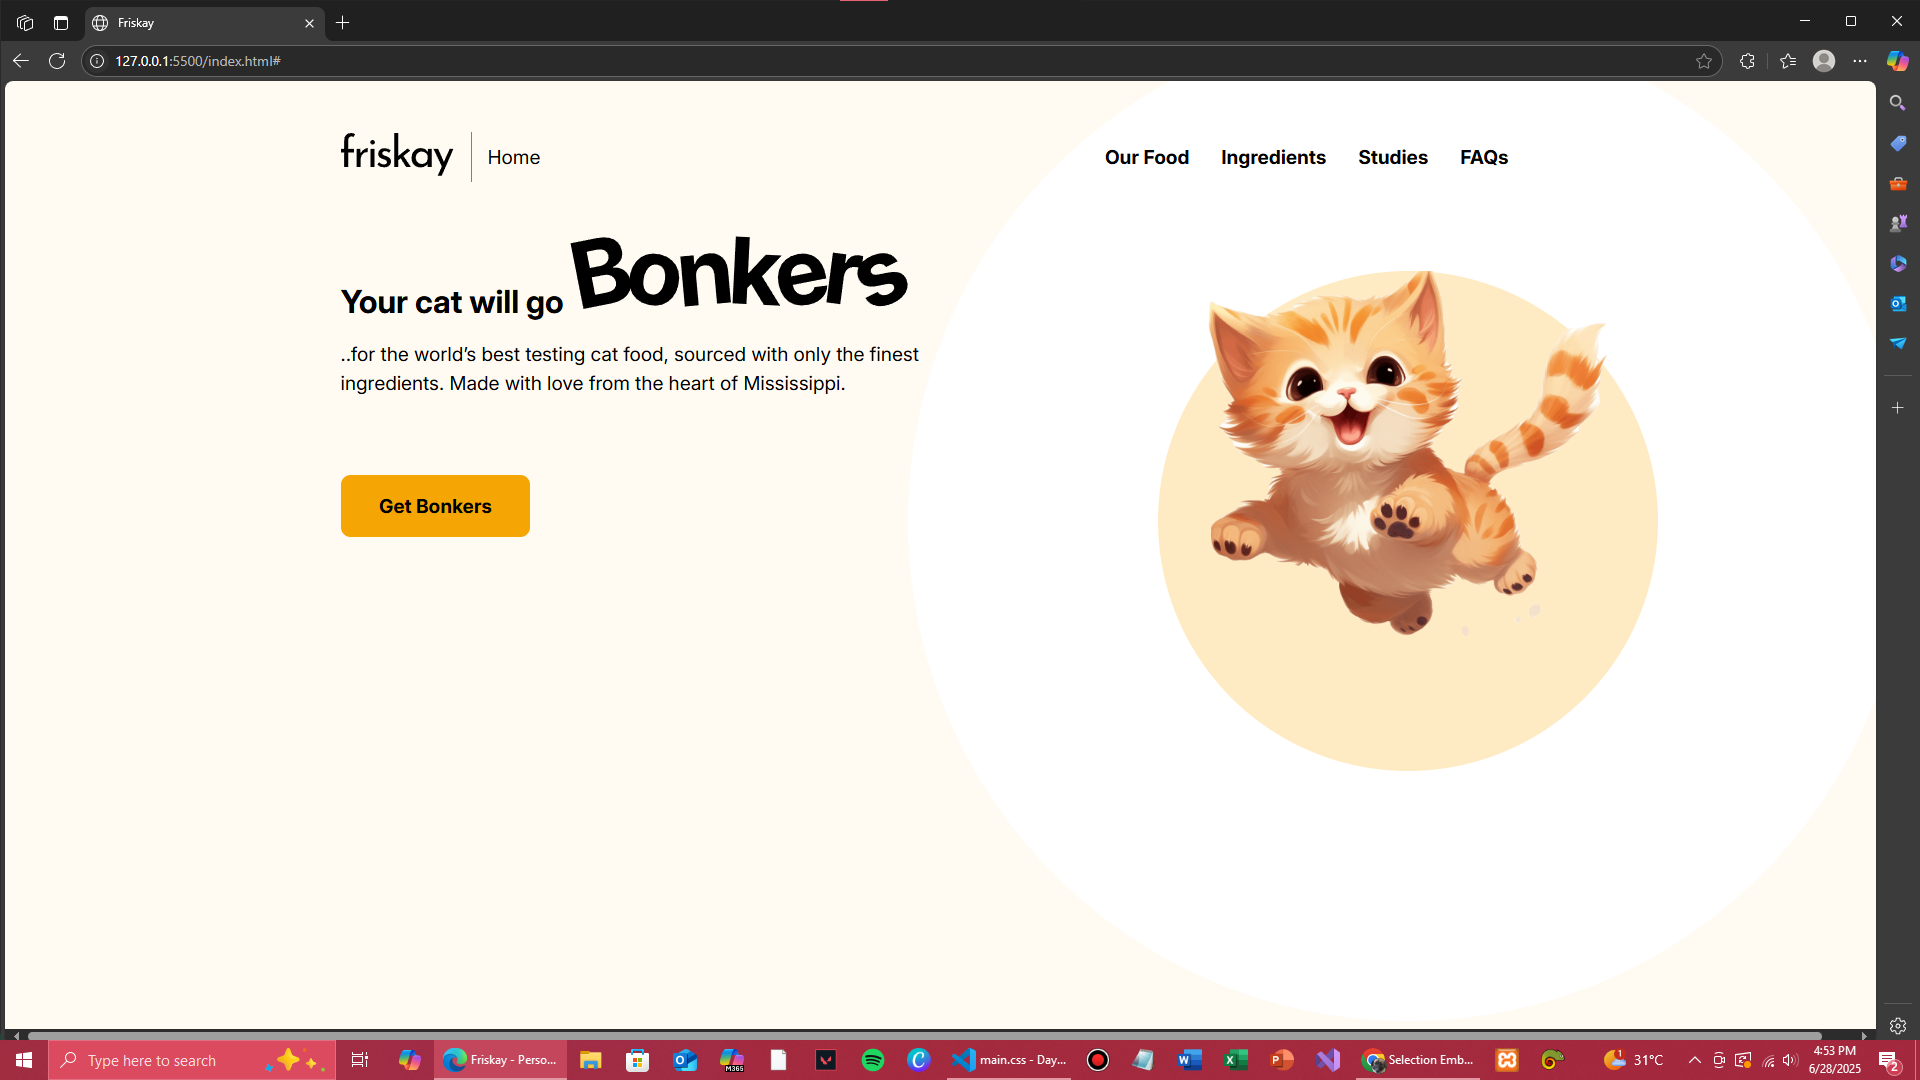 Friskay
127.0.0.1:5500/index.html#
friskay
Home
Our Food
Ingredients
Studies
FAQs
Your cat will go Bonkers
..for the world’s best testing cat food, sourced with only the finest
ingredients. Made with love from the heart of Mississippi.
Get Bonkers
Type here to search
M365
Friskay - Perso...
main.css - Day...
Selection Emb...
1
31°C
4:53 PM
6/28/2025
2